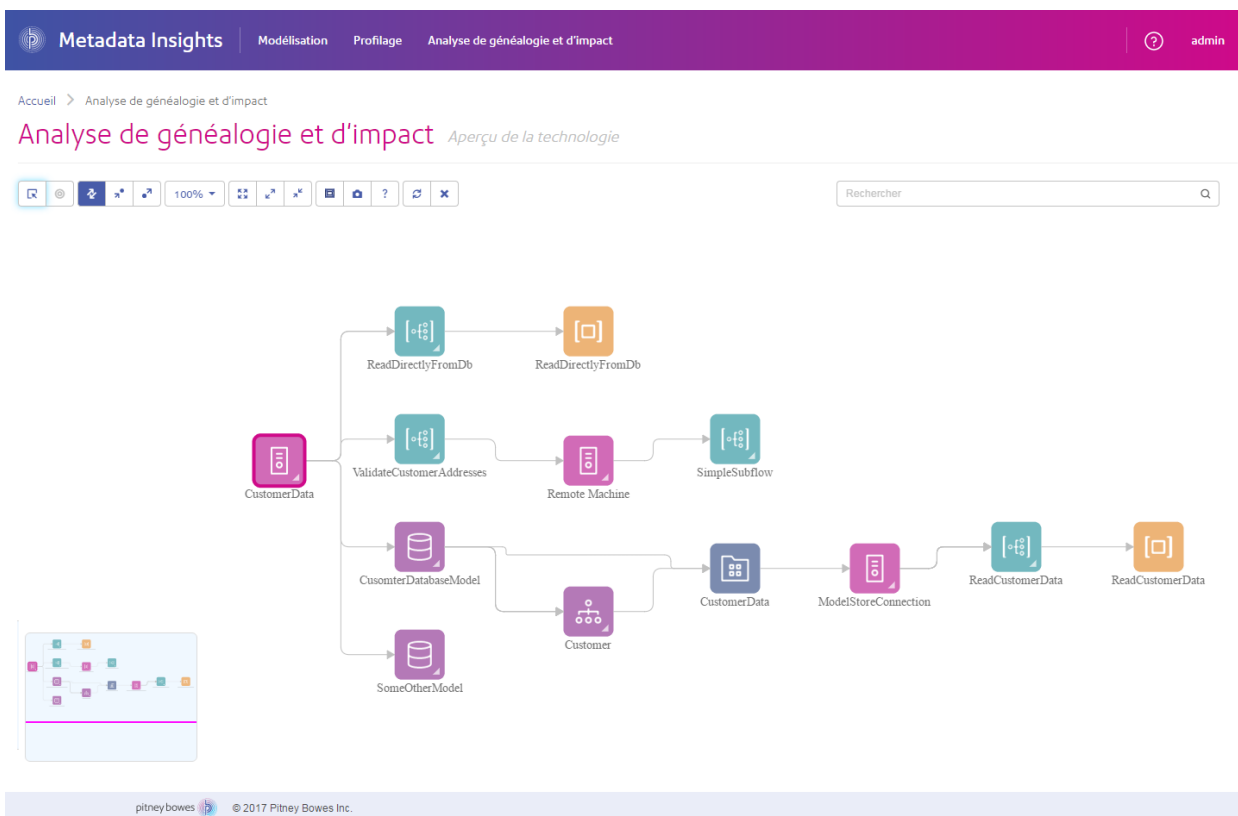 Metadata Insights Modélisation Profilage Analyse de généalogie et d'impact ? admin
Accueil > Analyse de généalogie et d'impact
Analyse de généalogie et d'impact Aperçu de la technologie
100% ? Rechercher
ReadDirectlyFromDb ReadDirectlyFromDb
ValidateCustomerAddresses SimpleSubflow
CustomerData Remote Machine
CusomterDatabaseModel ReadCustomerData ReadCustomerData
CustomerData ModelStoreConnection
Customer
SomeOtherModel
pitney bowes © 2017 Pitney Bowes Inc.